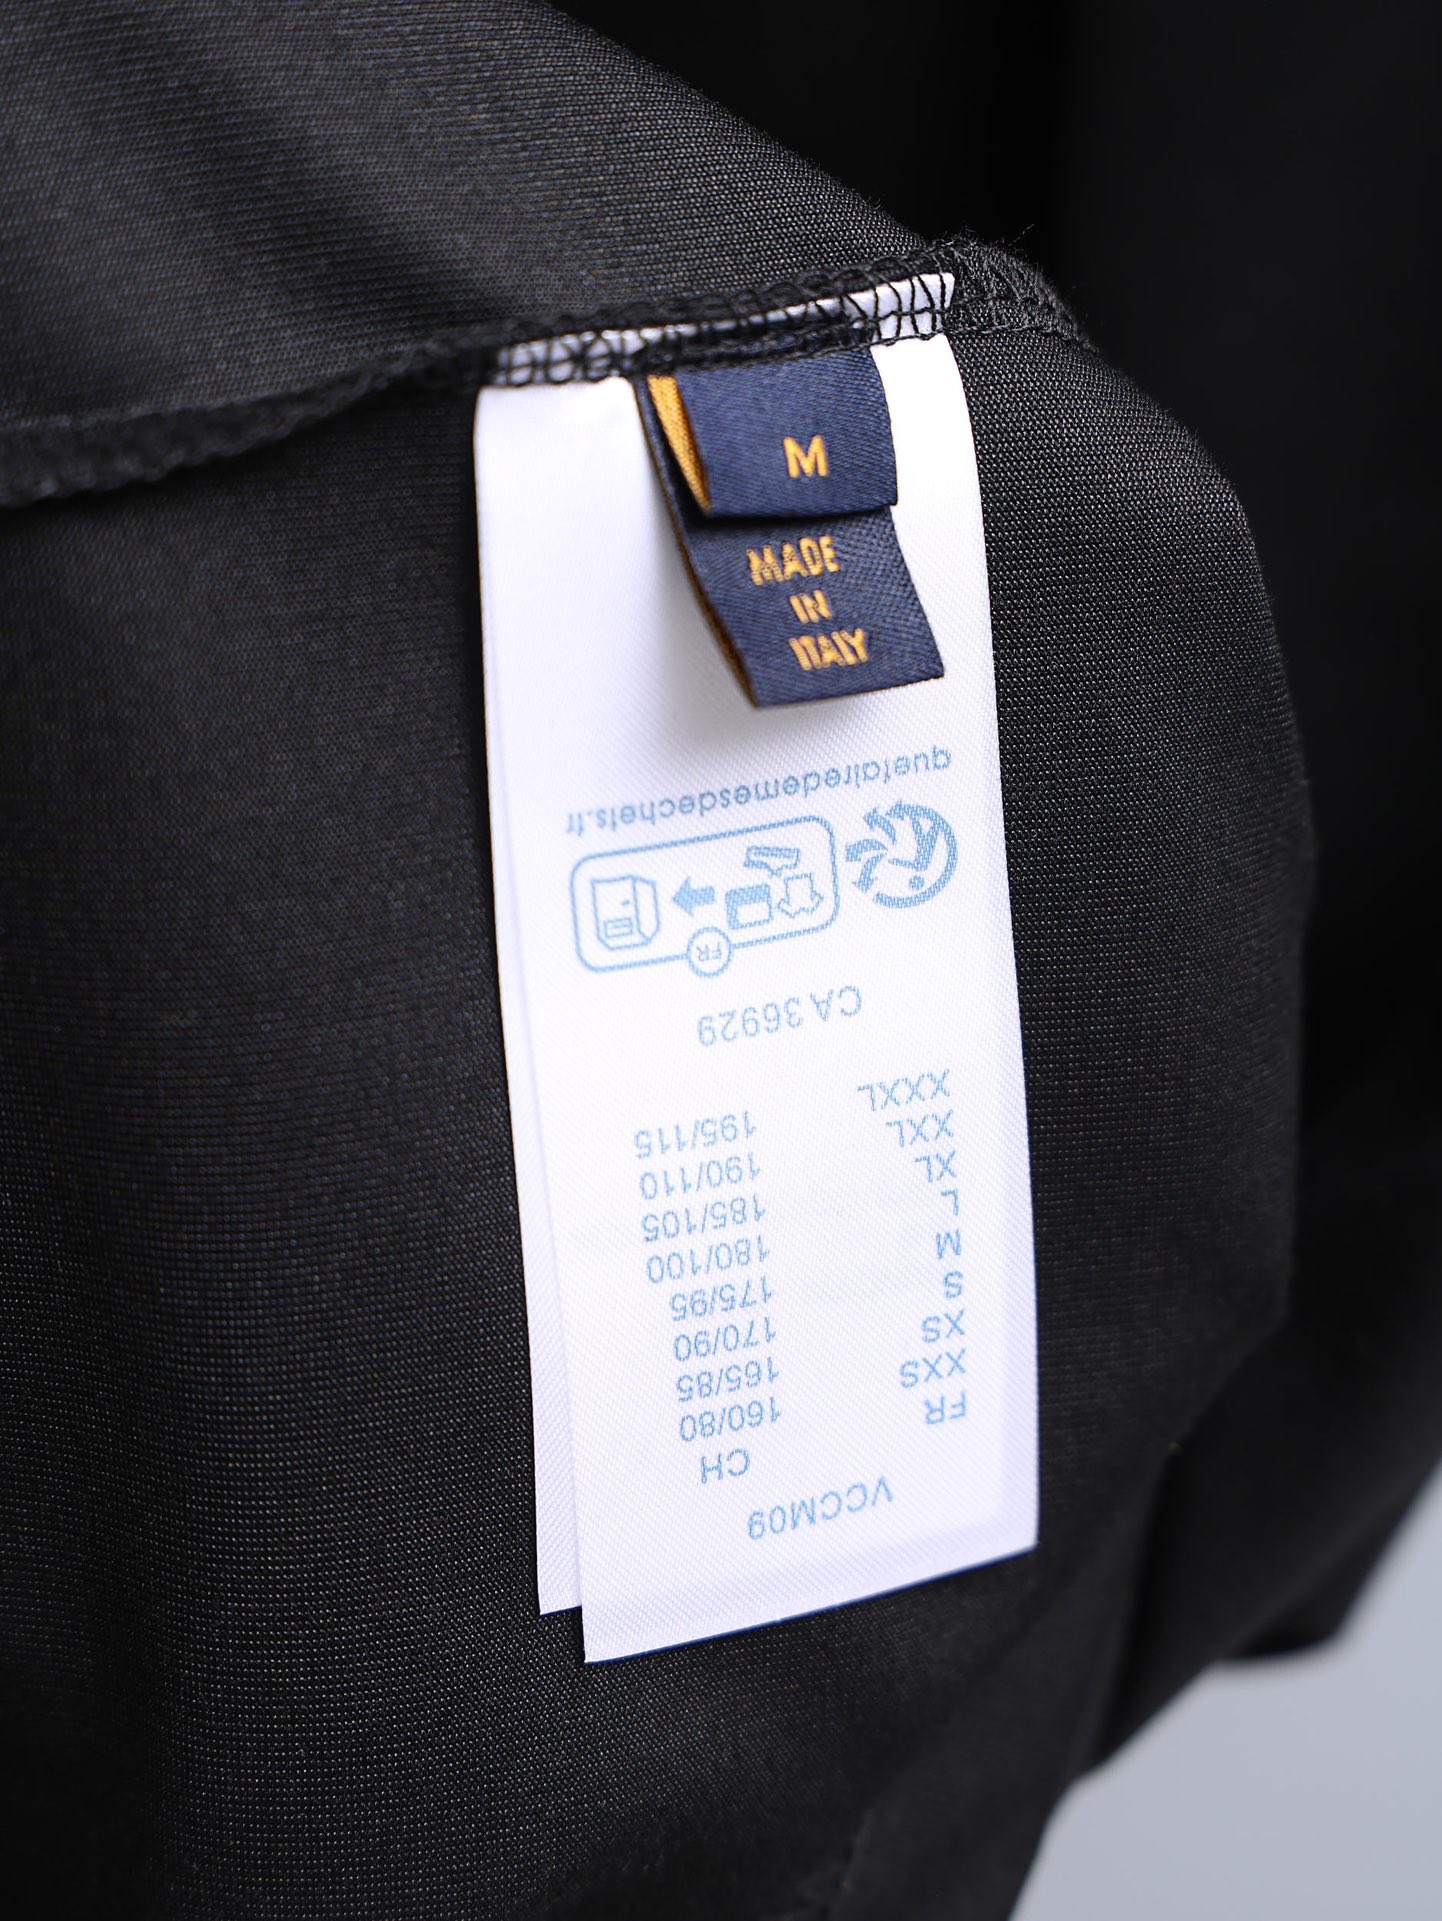 M
MADE
IN
ITALY
VCCM09
FR CH
XXS 160/80
XS 165/85
S 170/90
M 175/95
L 180/100
XL 185/105
XXL 190/110
XXXL 195/115
CA 36929
FR
quefairedemesdechets.fr